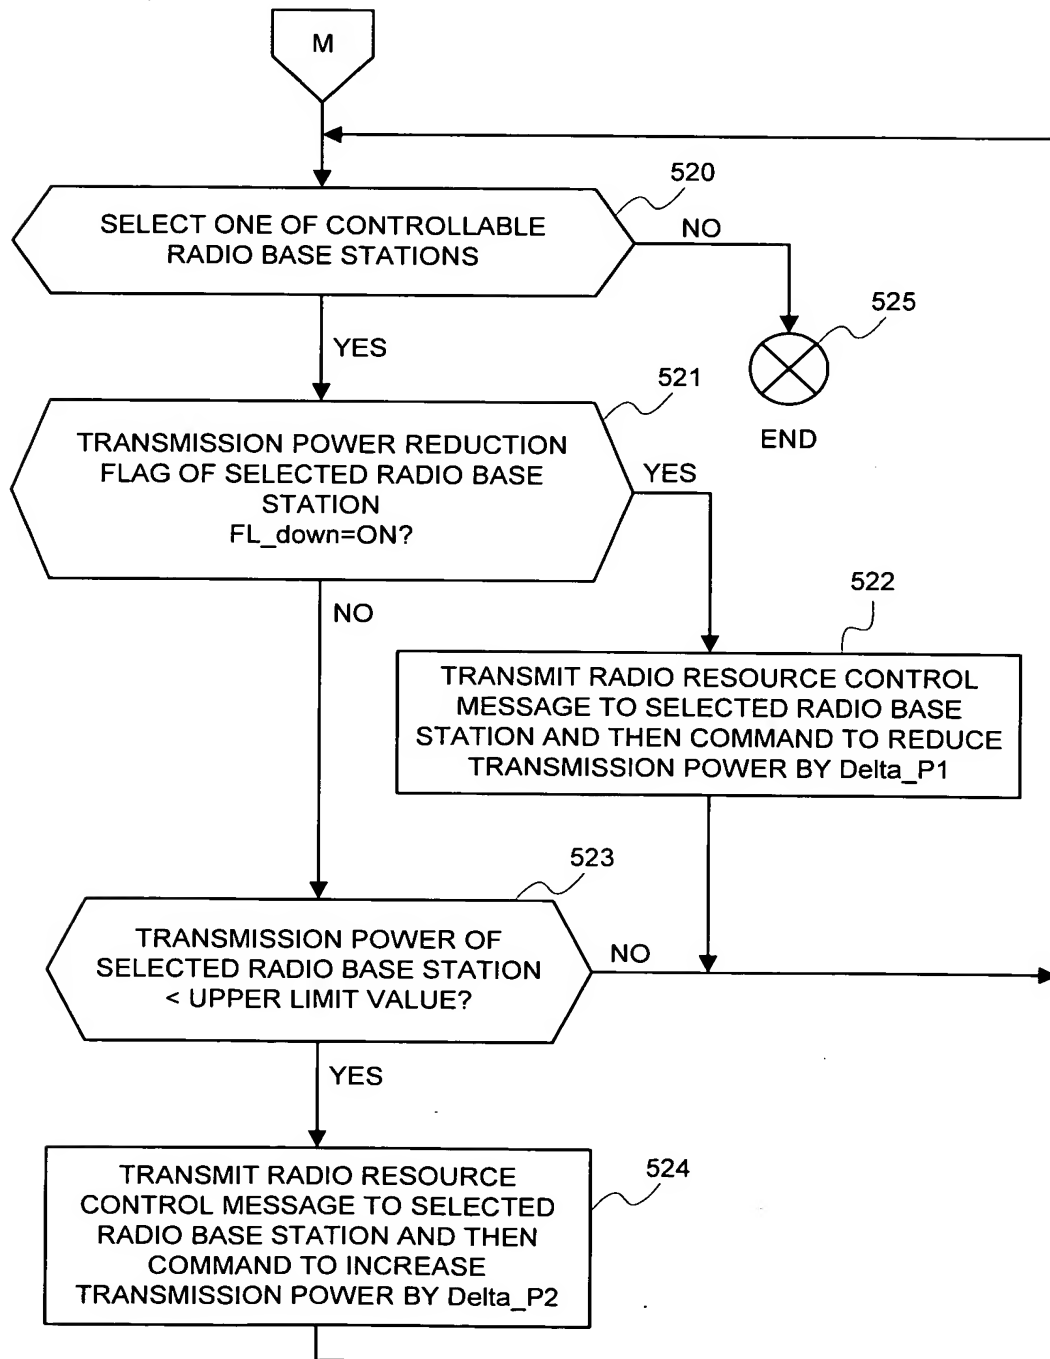 M
520
SELECT ONE OF CONTROLLABLE
RADIO BASE STATIONS
NO
525
YES
END
521
TRANSMISSION POWER REDUCTION
FLAG OF SELECTED RADIO BASE
STATION
FL_down=ON?
YES
NO
522
TRANSMIT RADIO RESOURCE CONTROL
MESSAGE TO SELECTED RADIO BASE
STATION AND THEN COMMAND TO REDUCE
TRANSMISSION POWER BY Delta_P1
523
TRANSMISSION POWER OF
SELECTED RADIO BASE STATION
< UPPER LIMIT VALUE?
NO
YES
524
TRANSMIT RADIO RESOURCE
CONTROL MESSAGE TO SELECTED
RADIO BASE STATION AND THEN
COMMAND TO INCREASE
TRANSMISSION POWER BY Delta_P2